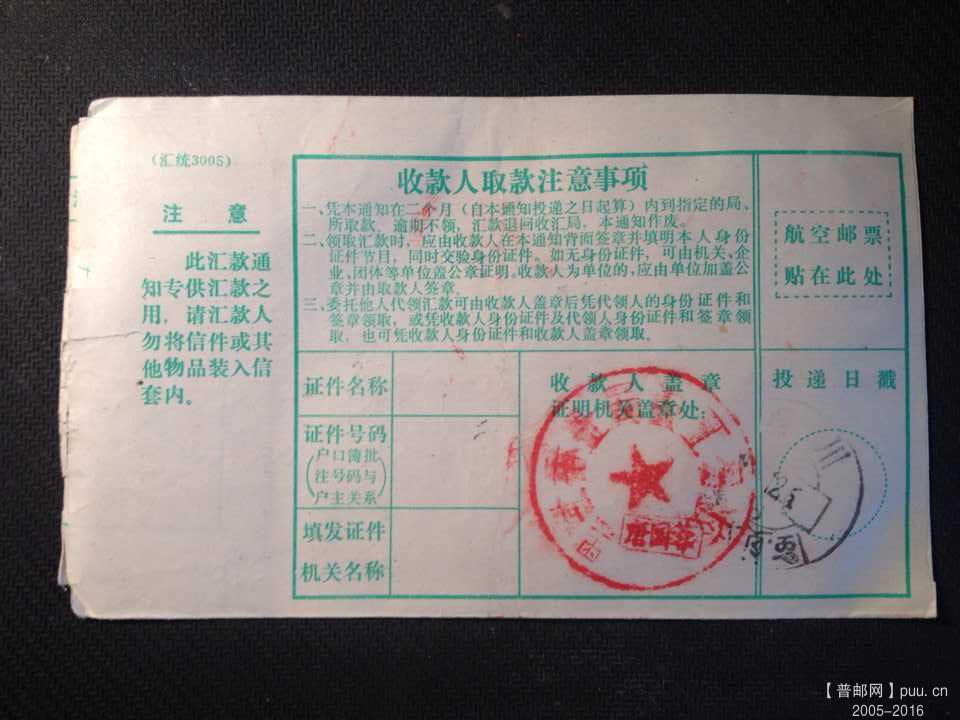 (汇统3005)
注 意
此汇款通
知专供汇款之
用，请汇款人
勿将信件或其
他物品装入信
套内。
收款人取款注意事项
一、凭本通知在二个月（自本通知投递之日起算）内到指定的局、
所取款、逾期不领，汇款退回收汇局，本通知作废。
二、领取汇款时，应由收款人在本通知背面签章并填明本人身份
证件节目，同时交验身份证件。如无身份证件，可由机关、企
业、团体等单位盖公章证明。收款人为单位的，应由单位加盖公
章并由取款人签章。
三、委托他人代领汇款可由收款人盖章后凭代领人的身份证件和
签章领取，或凭收款人身份证件及代领人身份证件和签章领
取，也可凭收款人身份证件和收款人盖章领取。
航空邮票
贴在此处
证件名称
证件号码
(户口簿批
注号码与
户主关系)
填发证件
机关名称
收款人盖章
证明机关盖章处：
投递日戳
【普邮网】puu.cn
2005-2016